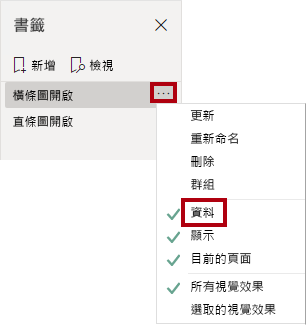 書籤
新增 檢視
橫條圖開啟
直條圖開啟
更新
重新命名
刪除
群組
資料
顯示
目前的頁面
所有視覺效果
選取的視覺效果